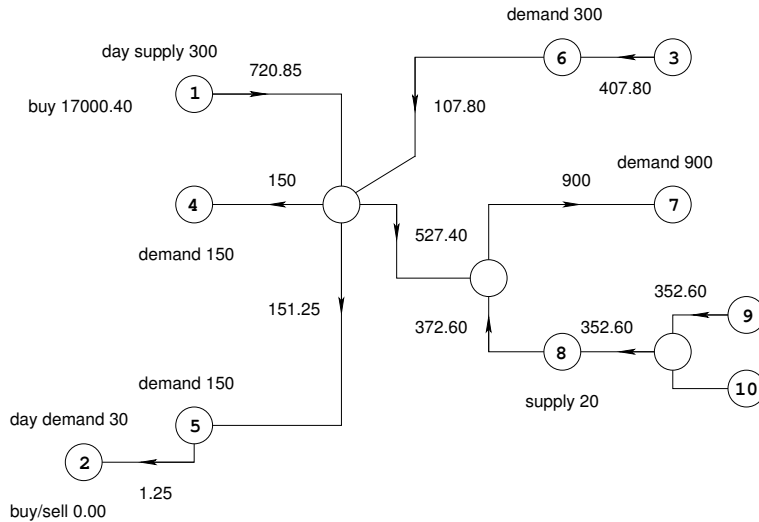 demand 300
day supply 300
720.85
6
3
407.80
1
buy 17000.40
107.80
demand 900
150
900
4
7
demand 150
527.40
151.25
352.60
372.60
352.60
9
8
demand 150
10
supply 20
day demand 30
5
2
1.25
buy/sell 0.00